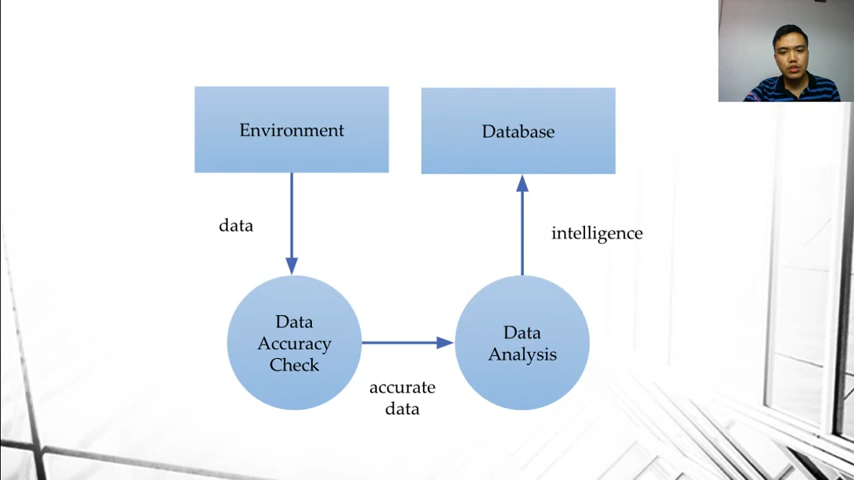 Environment
Database
data
intelligence
Data
Accuracy
Check
Data
Analysis
accurate
data